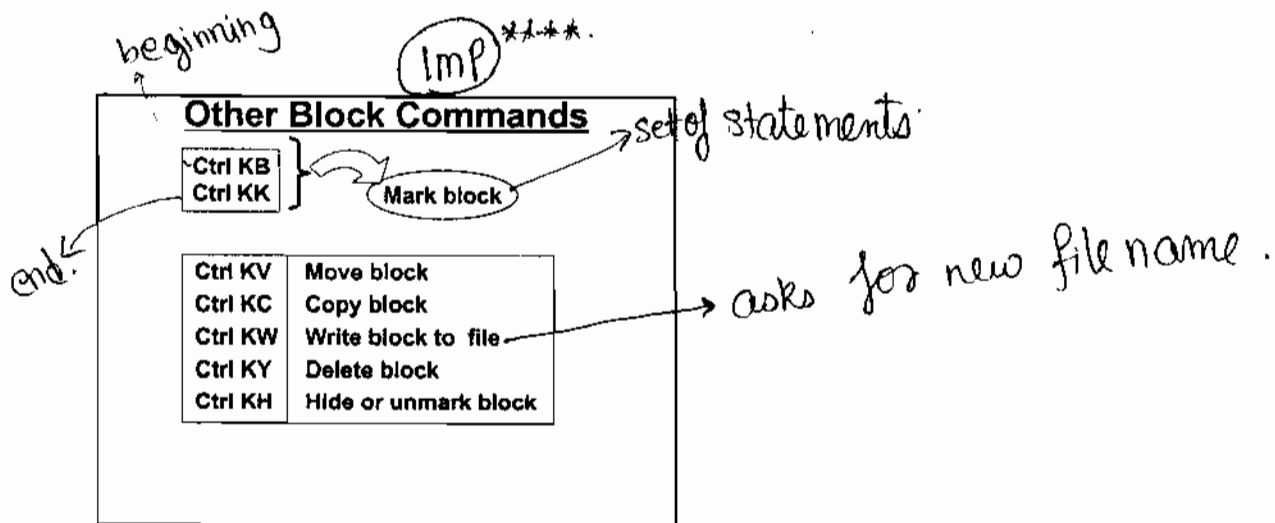 beginning
Imp ****.
Other Block Commands
set of statements.
Ctrl KB
Ctrl KK
Mark block
end.
Ctrl KV Move block
Ctrl KC Copy block
Ctrl KW Write block to file
asks for new file name.
Ctrl KY Delete block
Ctrl KH Hide or unmark block